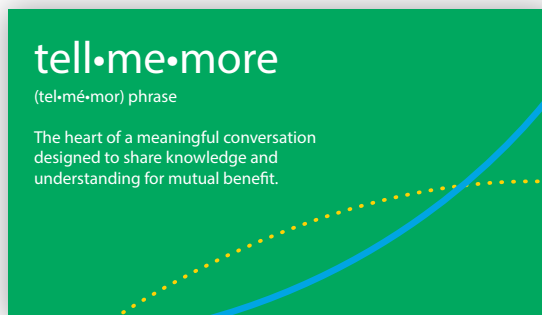 tell•me•more
(tel•mé•mor) phrase
The heart of a meaningful conversation
designed to share knowledge and
understanding for mutual benefit.